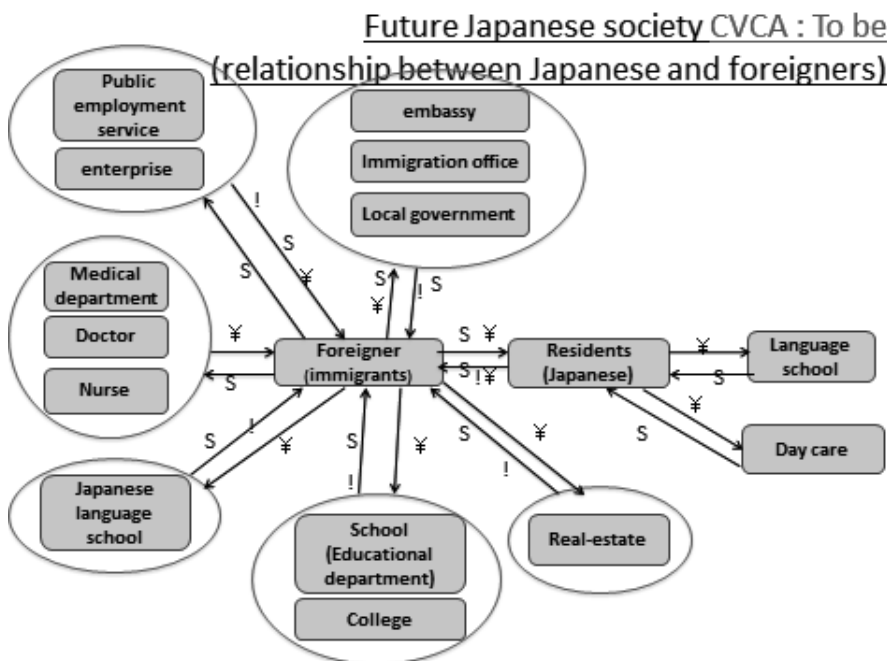 Future Japanese society CVCA : To be
(relationship between Japanese and foreigners)
Public
employment
service
enterprise
embassy
Immigration office
Local government
!
S
¥
S
S
¥
!
S
Medical
department
Doctor
Nurse
¥
S
Foreigner
(immigrants)
S ¥
S!¥
Residents
(Japanese)
¥
S
Language
school
¥
S
Day care
S
!
¥
Japanese
language
school
S
!
¥
School
(Educational
department)
College
¥
S
!
Real-estate